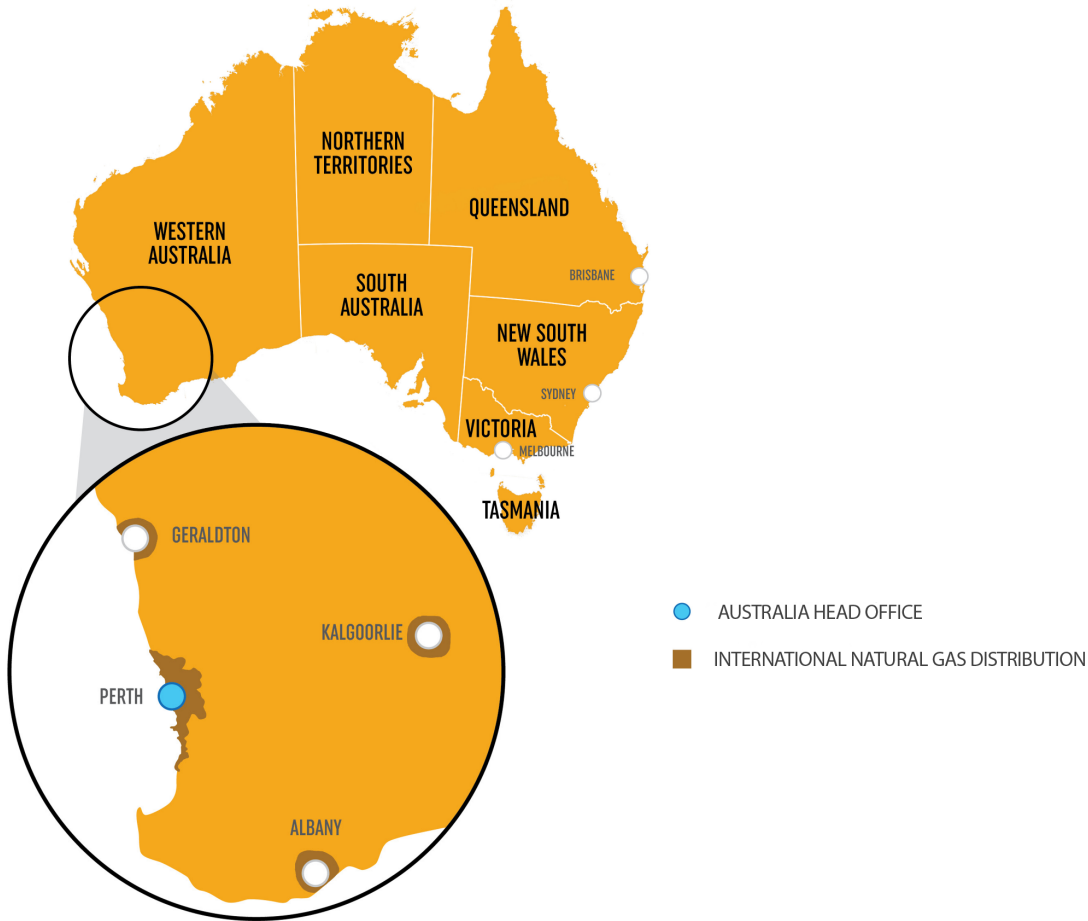 NORTHERN
TERRITORIES
QUEENSLAND
WESTERN
AUSTRALIA
BRISBANE
SOUTH
AUSTRALIA
NEW SOUTH
WALES
SYDNEY
VICTORIA
MELBOURNE
TASMANIA
GERALDTON
KALGOORLIE
PERTH
ALBANY
AUSTRALIA HEAD OFFICE
INTERNATIONAL NATURAL GAS DISTRIBUTION